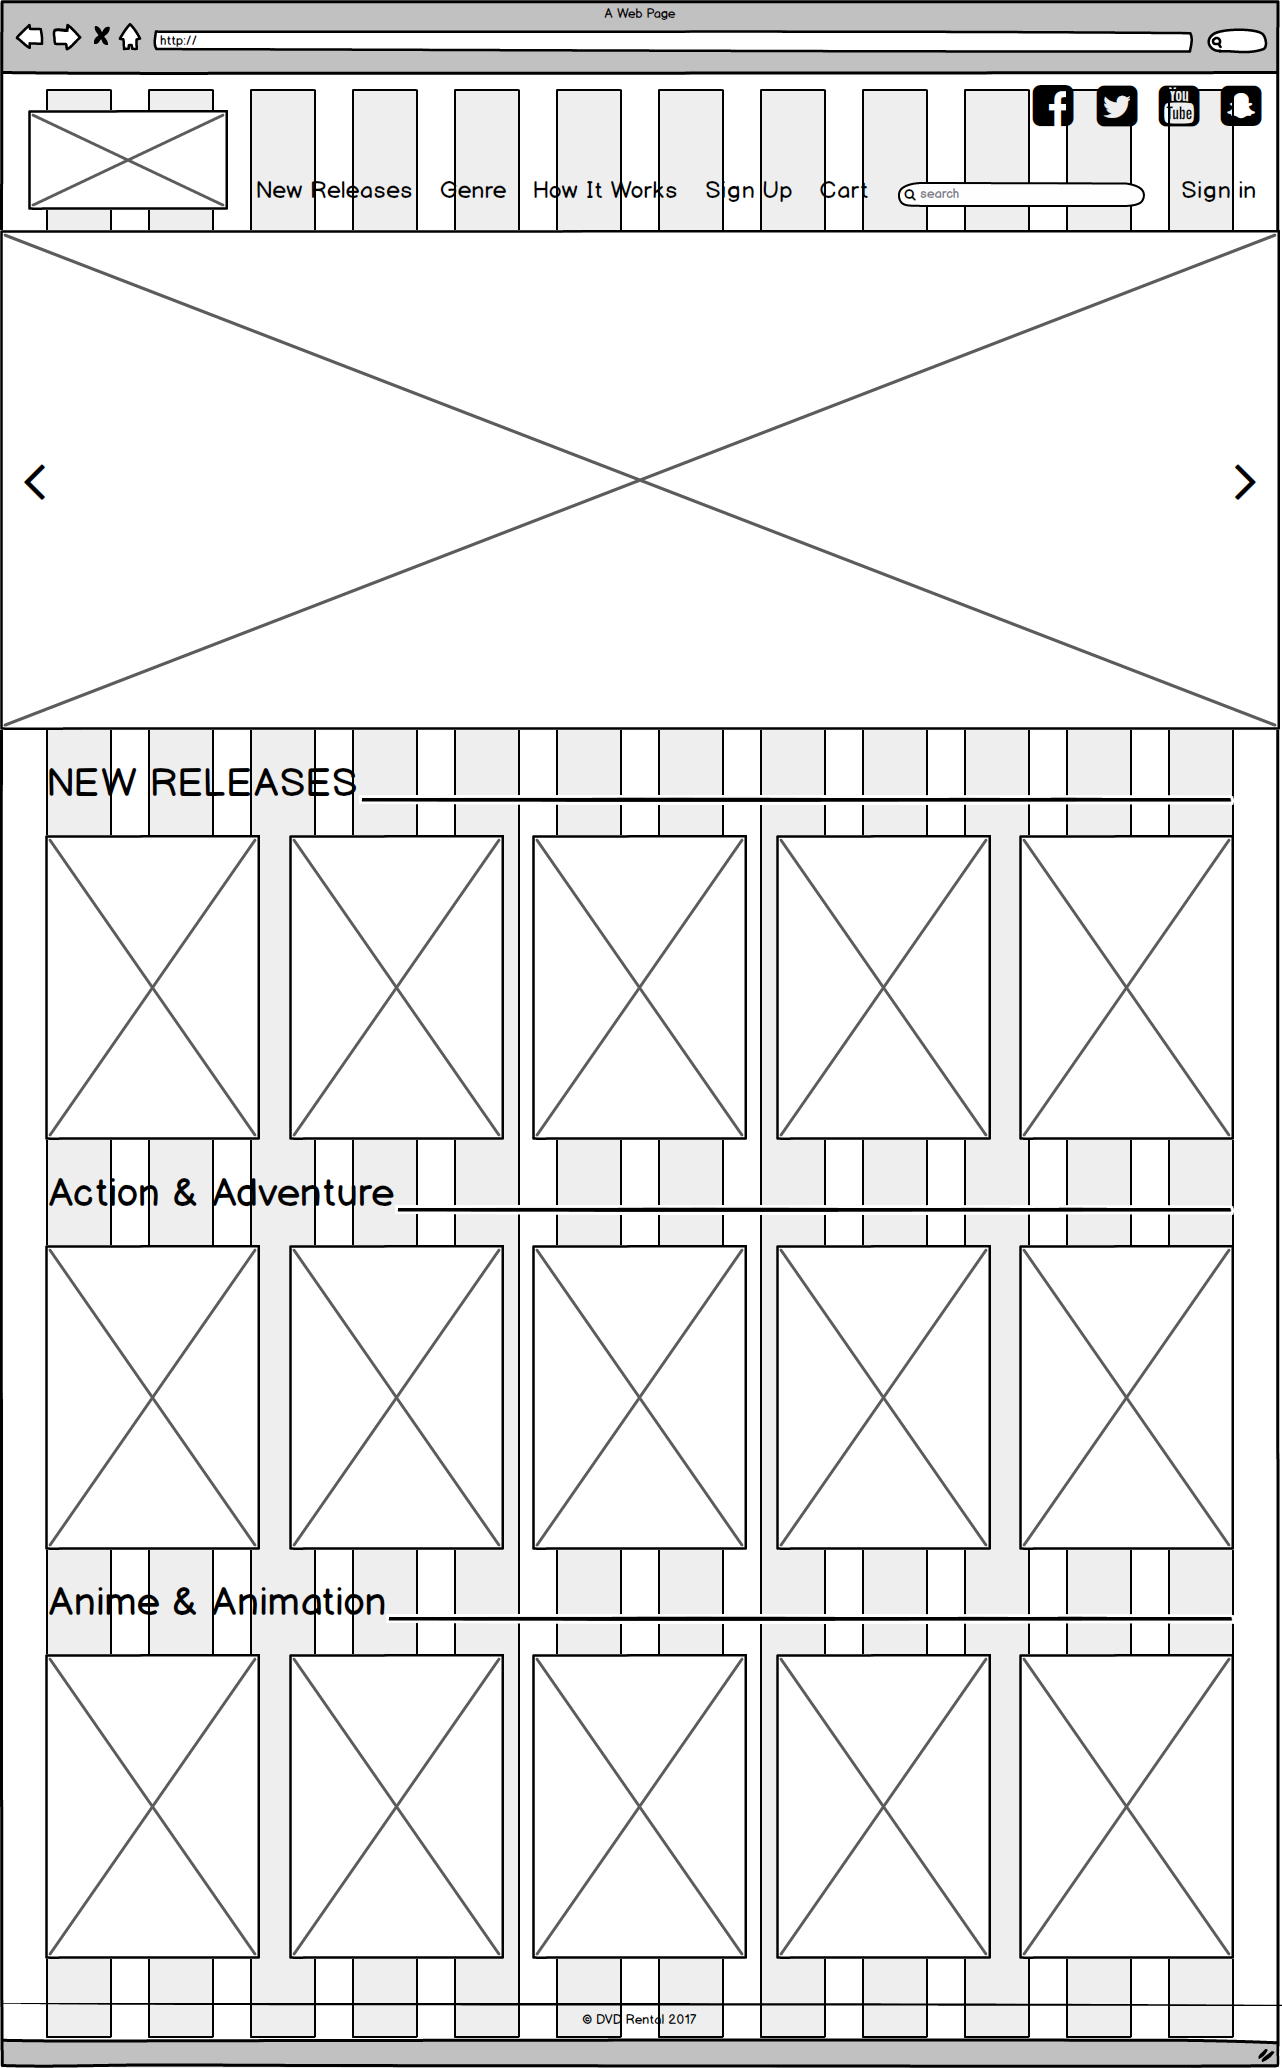 A Web Page
http://
You
Tube
New Releases Genre How It Works Sign Up Cart search Sign in
NEW RELEASES
Action & Adventure
Anime & Animation
© DVD Rental 2017